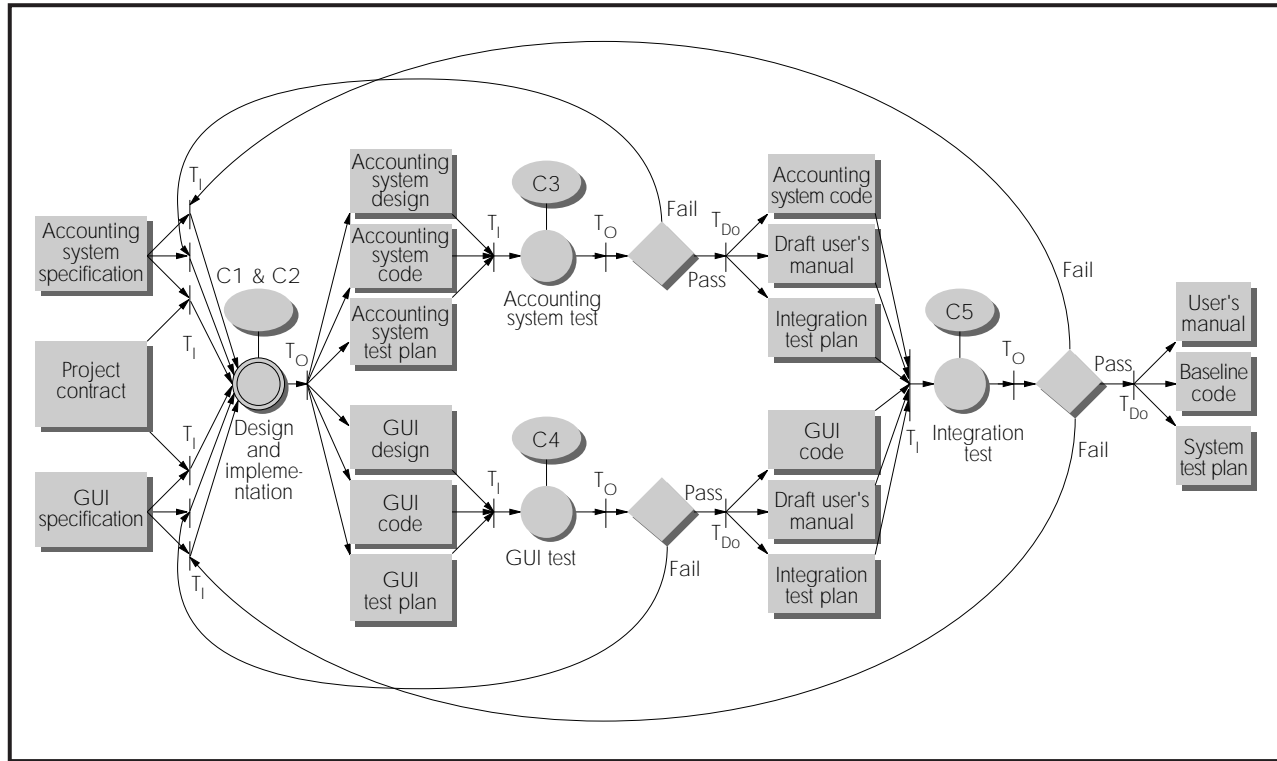 Accounting
system
specification
Project
contract
GUI
specification
T_I
T_I
T_I
T_I
C1 & C2
Design
and
impleme-
ntation
T_O
Accounting
system
design
Accounting
system
code
Accounting
system
test plan
GUI
design
GUI
code
GUI
test plan
T_I
C3
Accounting
system test
T_O
Fail
Pass
T_I
C4
GUI test
T_O
Pass
Fail
T_Do
Accounting
system code
Draft user's
manual
Integration
test plan
T_Do
GUI
code
Draft user's
manual
Integration
test plan
T_I
C5
Integration
test
T_O
Fail
Pass
Fail
T_Do
User's
manual
Baseline
code
System
test plan